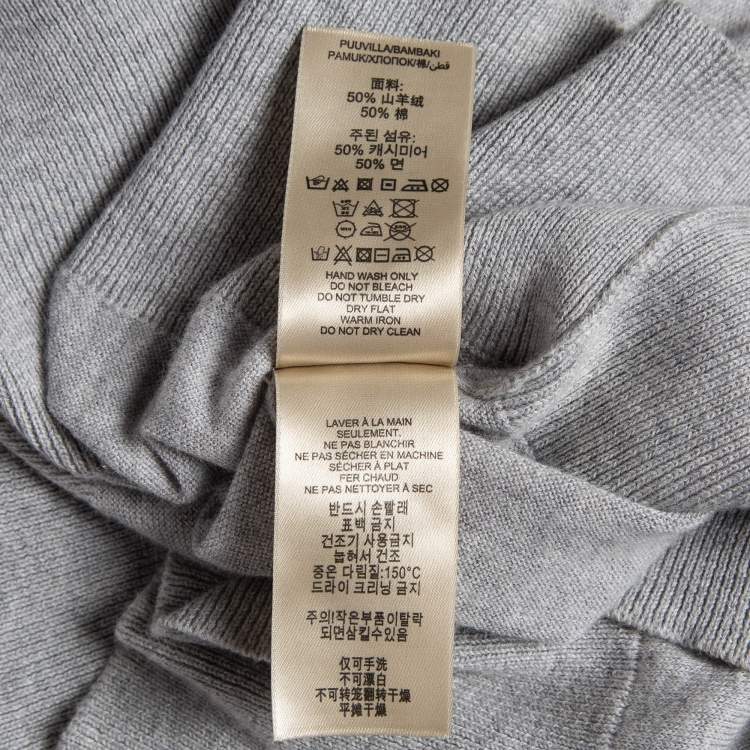 PUUVILLA/BAMBAKI
PAMUK/ХЛОПОК/棉/قطن
面料:
50% 山羊绒
50% 棉
주된 섬유:
50% 캐시미어
50% 면
HAND WASH ONLY
DO NOT BLEACH
DO NOT TUMBLE DRY
DRY FLAT
WARM IRON
DO NOT DRY CLEAN
LAVER À LA MAIN
SEULEMENT.
NE PAS BLANCHIR
NE PAS SÉCHER EN MACHINE
SÉCHER À PLAT
FER CHAUD
NE PAS NETTOYER À SEC
반드시 손빨래
표백 금지
건조기 사용금지
눕혀서 건조
중온 다림질:150°C
드라이 크리닝 금지
주의!작은부품이탈락
되면삼킬수있음
仅可手洗
不可漂白
不可转笼翻转干燥
平摊干燥